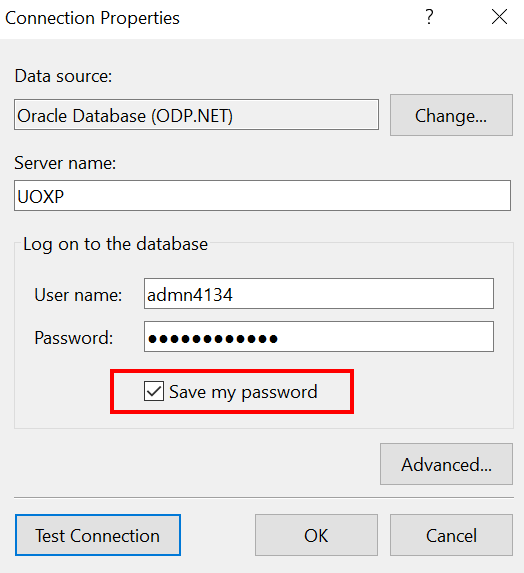 Connection Properties ?
Data source:
Oracle Database (ODP.NET) Change...
Server name:
UOXP
Log on to the database
User name: admn4134
Password: ●●●●●●●●●●●●
Save my password
Advanced...
Test Connection OK Cancel